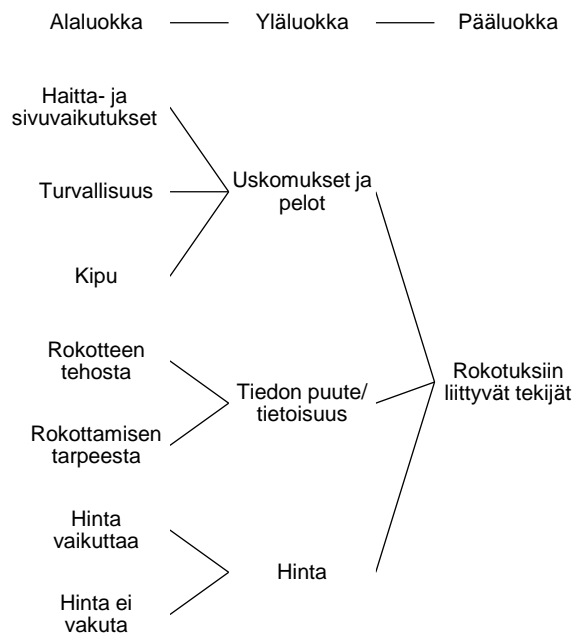 Alaluokka Yläluokka Pääluokka
Haitta- ja
sivuvaikutukset
Turvallisuus
Kipu
Uskomukset ja
pelot
Rokotteen
tehosta
Rokottamisen
tarpeesta
Tiedon puute/
tietoisuus
Hinta
vaikuttaa
Hinta ei
vakuta
Hinta
Rokotuksiin
liittyvät tekijät